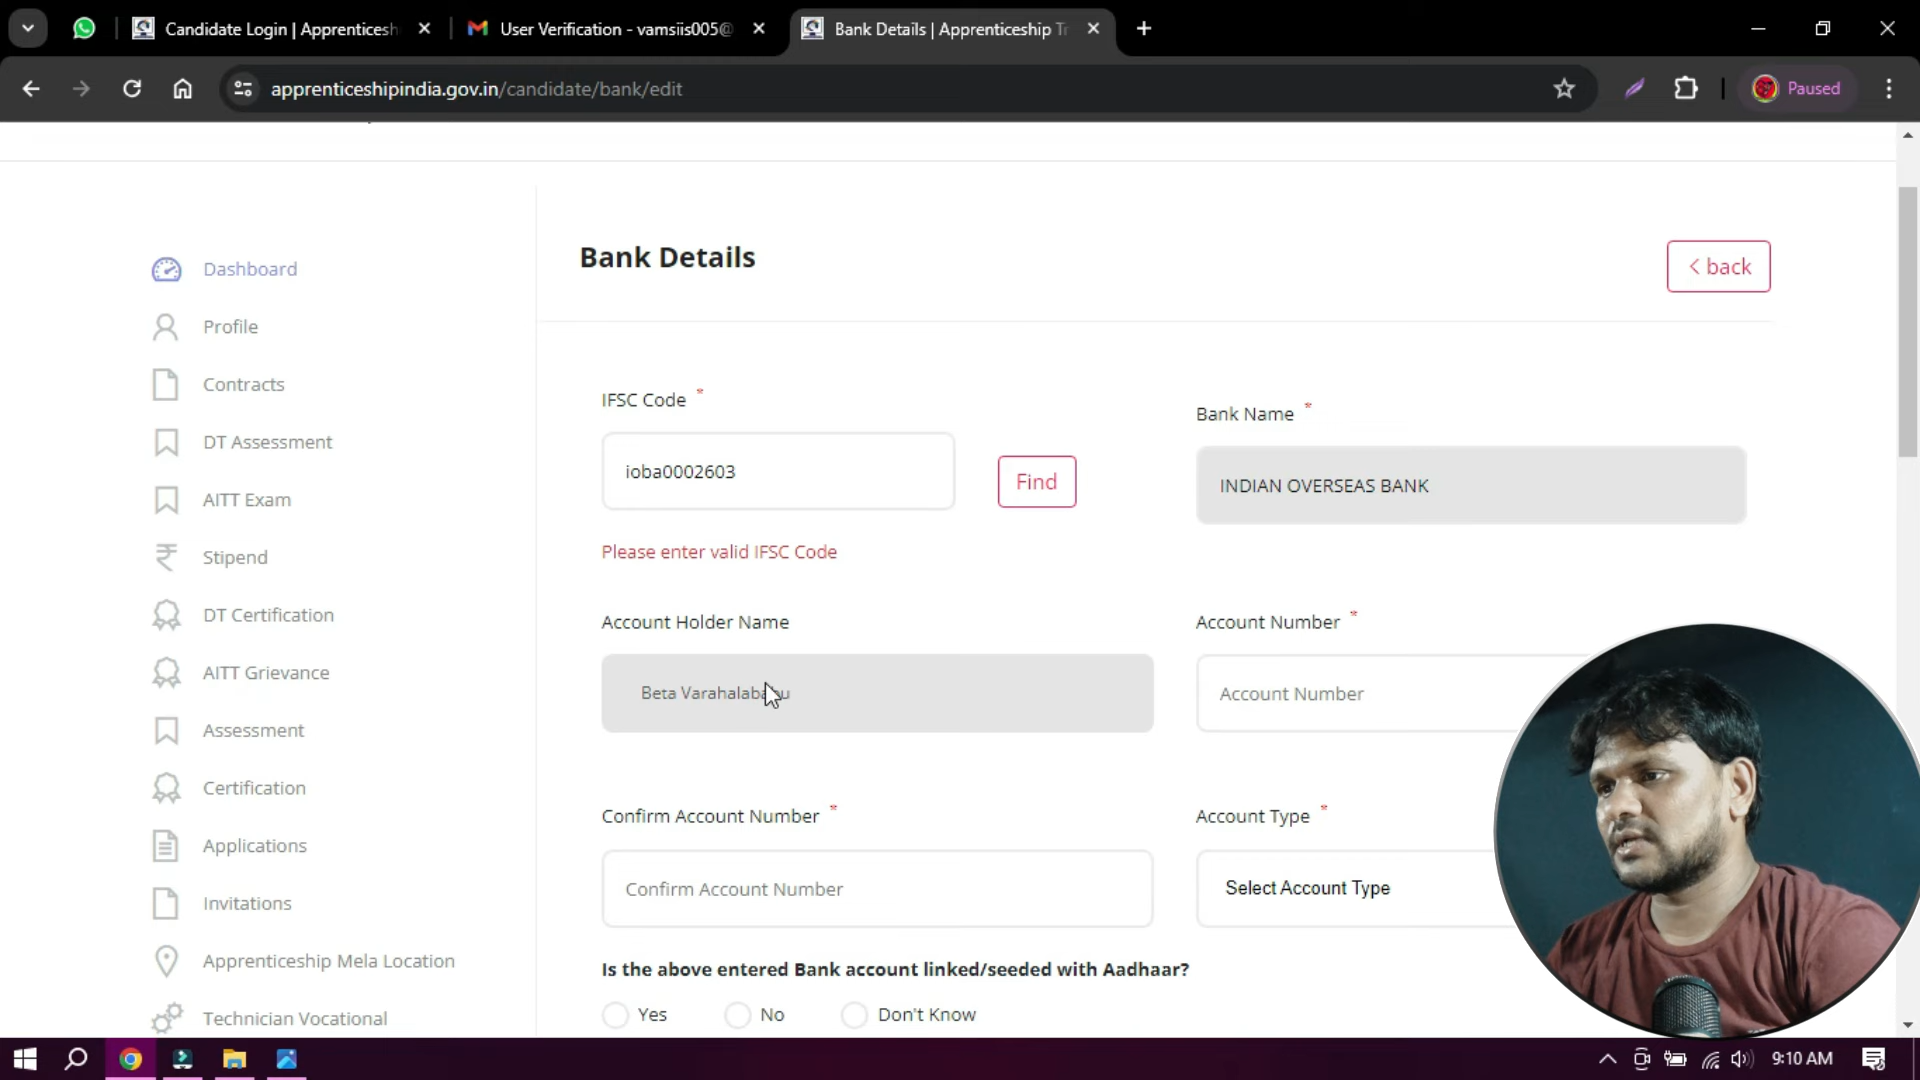 Candidate Login | Apprenticesh
User Verification - vamsiis005@
Bank Details | Apprenticeship Tr
apprenticeshipindia.gov.in/candidate/bank/edit
Paused
Dashboard
Profile
Contracts
DT Assessment
AITT Exam
Stipend
DT Certification
AITT Grievance
Assessment
Certification
Applications
Invitations
Apprenticeship Mela Location
Technician Vocational
Bank Details
< back
IFSC Code *
ioba0002603
Find
Please enter valid IFSC Code
Bank Name *
INDIAN OVERSEAS BANK
Account Holder Name
Beta Varahalababu
Account Number *
Account Number
Confirm Account Number *
Confirm Account Number
Account Type *
Select Account Type
Is the above entered Bank account linked/seeded with Aadhaar?
Yes
No
Don't Know
9:10 AM